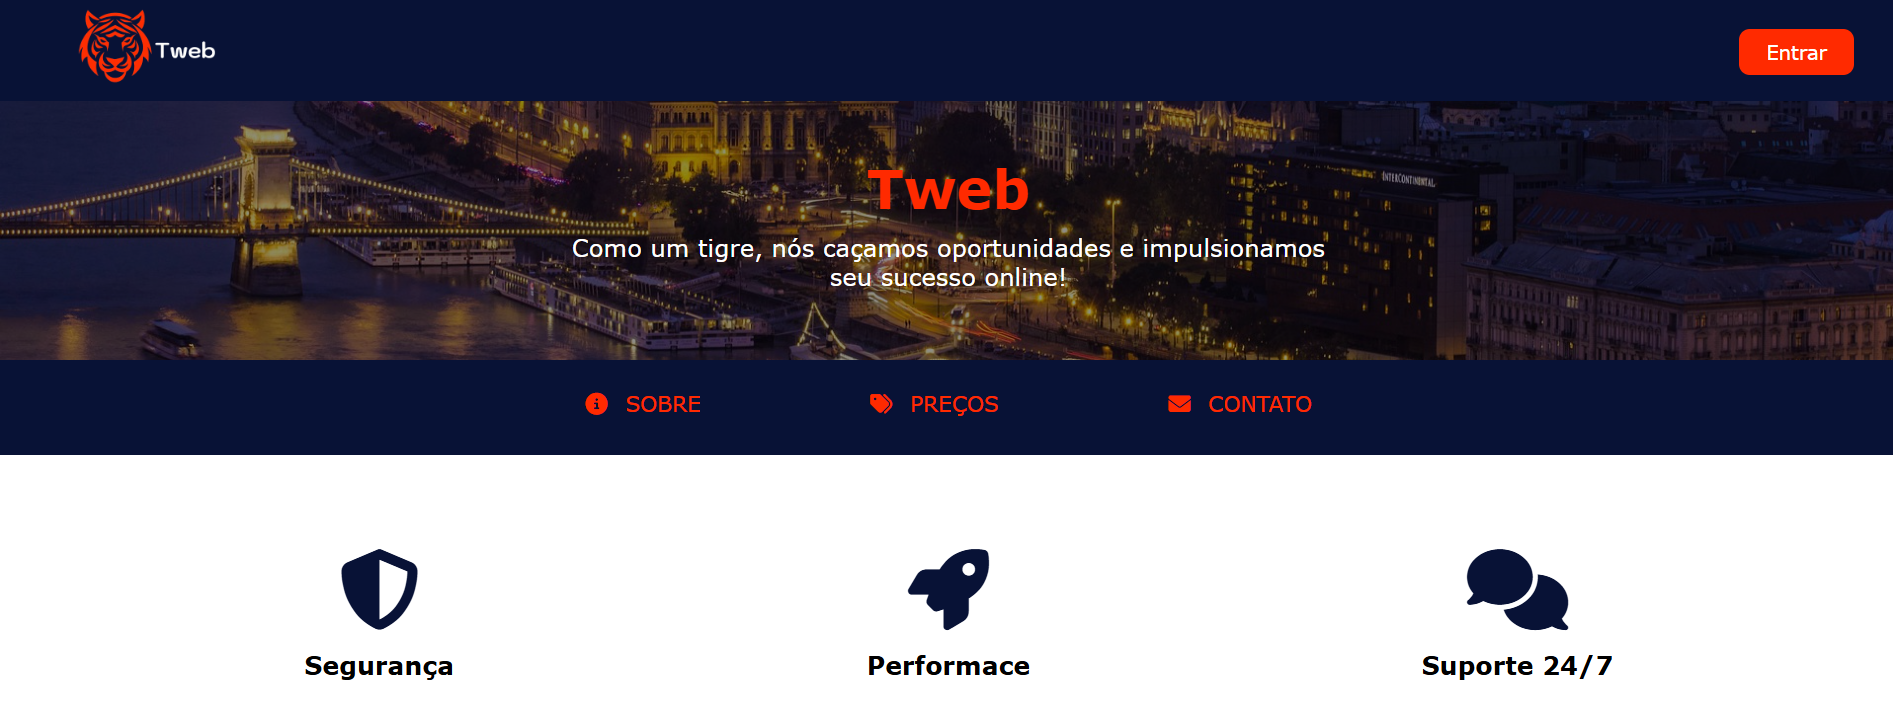 Tweb
Entrar
Tweb
Como um tigre, nós caçamos oportunidades e impulsionamos
seu sucesso online!
INTERCONTINENTAL
SOBRE
PREÇOS
CONTATO
Segurança
Performace
Suporte 24/7